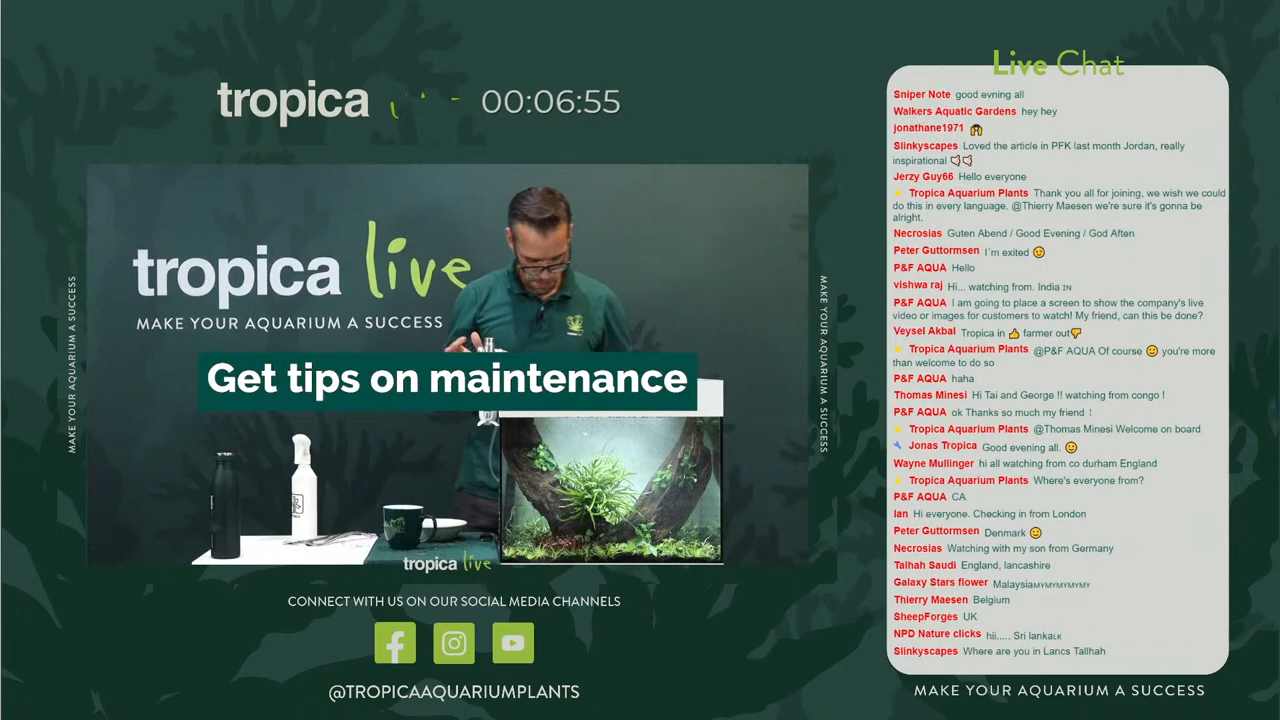 tropica
00:06:55
tropica live
MAKE YOUR AQUARIUM A SUCCESS
Get tips on maintenance
tropica live
MAKE YOUR AQUARIUM A SUCCESS
MAKE YOUR AQUARIUM A SUCCESS
CONNECT WITH US ON OUR SOCIAL MEDIA CHANNELS
@TROPICAAQUARIUMPLANTS
Live Chat
Sniper Note good evning all
Walkers Aquatic Gardens hey hey
jonathane1971
Slinkyscapes Loved the article in PFK last month Jordan, really
inspirational
Jerzy Guy66 Hello everyone
Tropica Aquarium Plants Thank you all for joining, we wish we could
do this in every language. @Thierry Maesen we're sure it's gonna be
alright.
Necrosias Guten Abend / Good Evening / God Aften
Peter Guttormsen I´m exited 😉
P&F AQUA Hello
vishwa raj Hi... watching from. India IN
P&F AQUA I am going to place a screen to show the company's live
video or images for customers to watch! My friend, can this be done?
Veysel Akbal Tropica in 👍 farmer out👎
Tropica Aquarium Plants @P&F AQUA Of course 🙂 you're more
than welcome to do so
P&F AQUA haha
Thomas Minesi Hi Tai and George !! watching from congo !
P&F AQUA ok Thanks so much my friend !
Tropica Aquarium Plants @Thomas Minesi Welcome on board
Jonas Tropica Good evening all. 🙂
Wayne Mullinger hi all watching from co durham England
Tropica Aquarium Plants Where's everyone from?
P&F AQUA CA
Ian Hi everyone. Checking in from London
Peter Guttormsen Denmark 🙂
Necrosias Watching with my son from Germany
Talhah Saudi England, lancashire
Galaxy Stars flower MalaysiaMYMYMYMYMY
Thierry Maesen Belgium
SheepForges UK
NPD Nature clicks hii..... Sri lankaLK
Slinkyscapes Where are you in Lancs Tallhah
MAKE YOUR AQUARIUM A SUCCESS